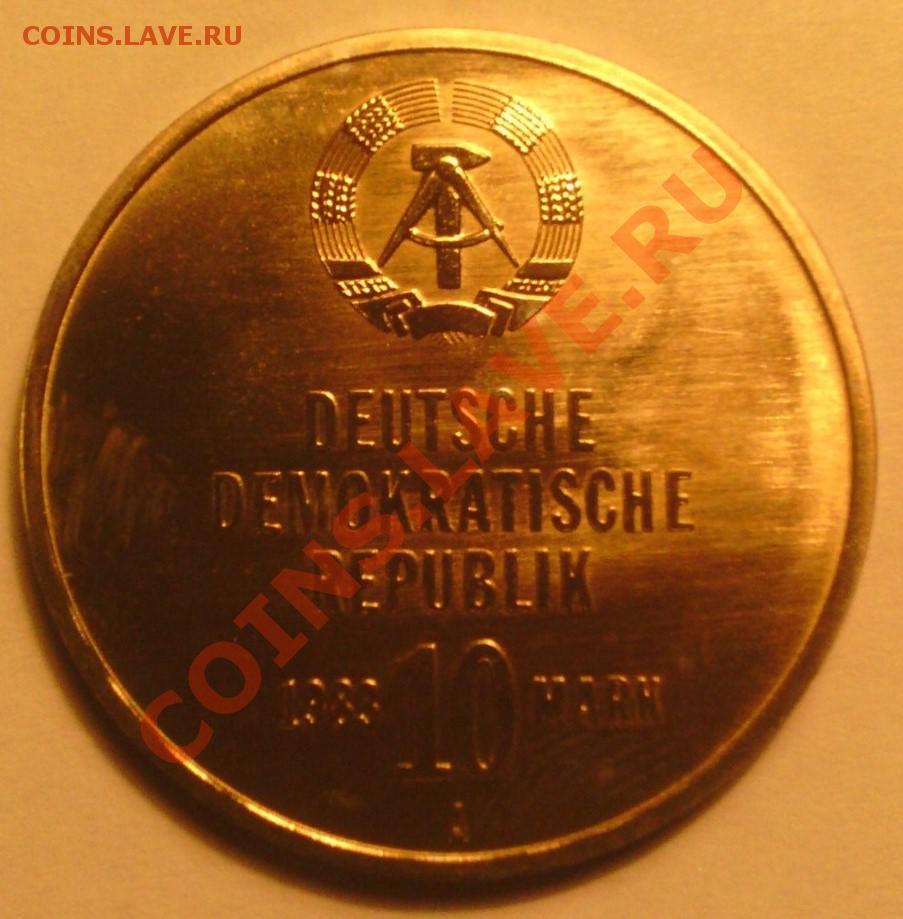 COINS.LAVE.RU
DEUTSCHE
DEMOKRATISCHE
REPUBLIK
10 MARK
A
COINS.LAVE.RU